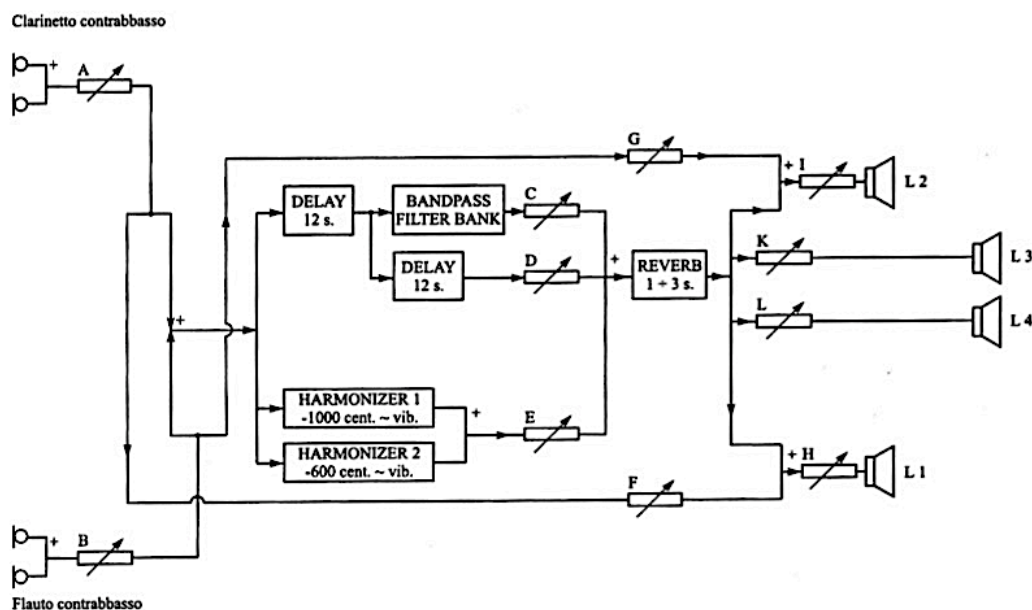 Clarinetto contrabbasso
+
A
G
+ I
L 2
DELAY
12 s.
BANDPASS
FILTER BANK
C
K
L 3
DELAY
12 s.
D
+
REVERB
1 + 3 s.
L
L 4
+
HARMONIZER 1
-1000 cent. ~ vib.
+
E
HARMONIZER 2
-600 cent. ~ vib.
+ H
L 1
F
+
B
Flauto contrabbasso